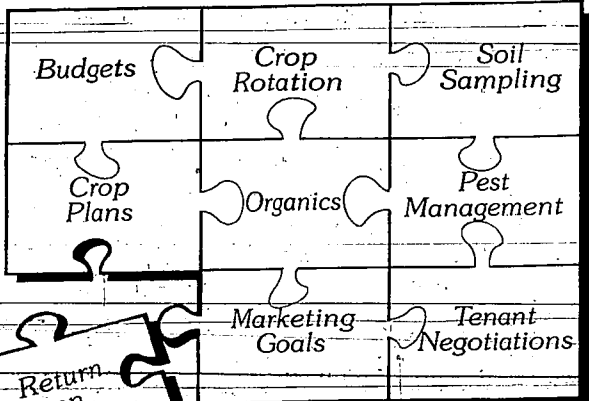 Budgets
Crop
Rotation
Soil
Sampling
Crop
Plans
Organics
Pest
Management
Marketing
Goals
Tenant
Negotiations
Return